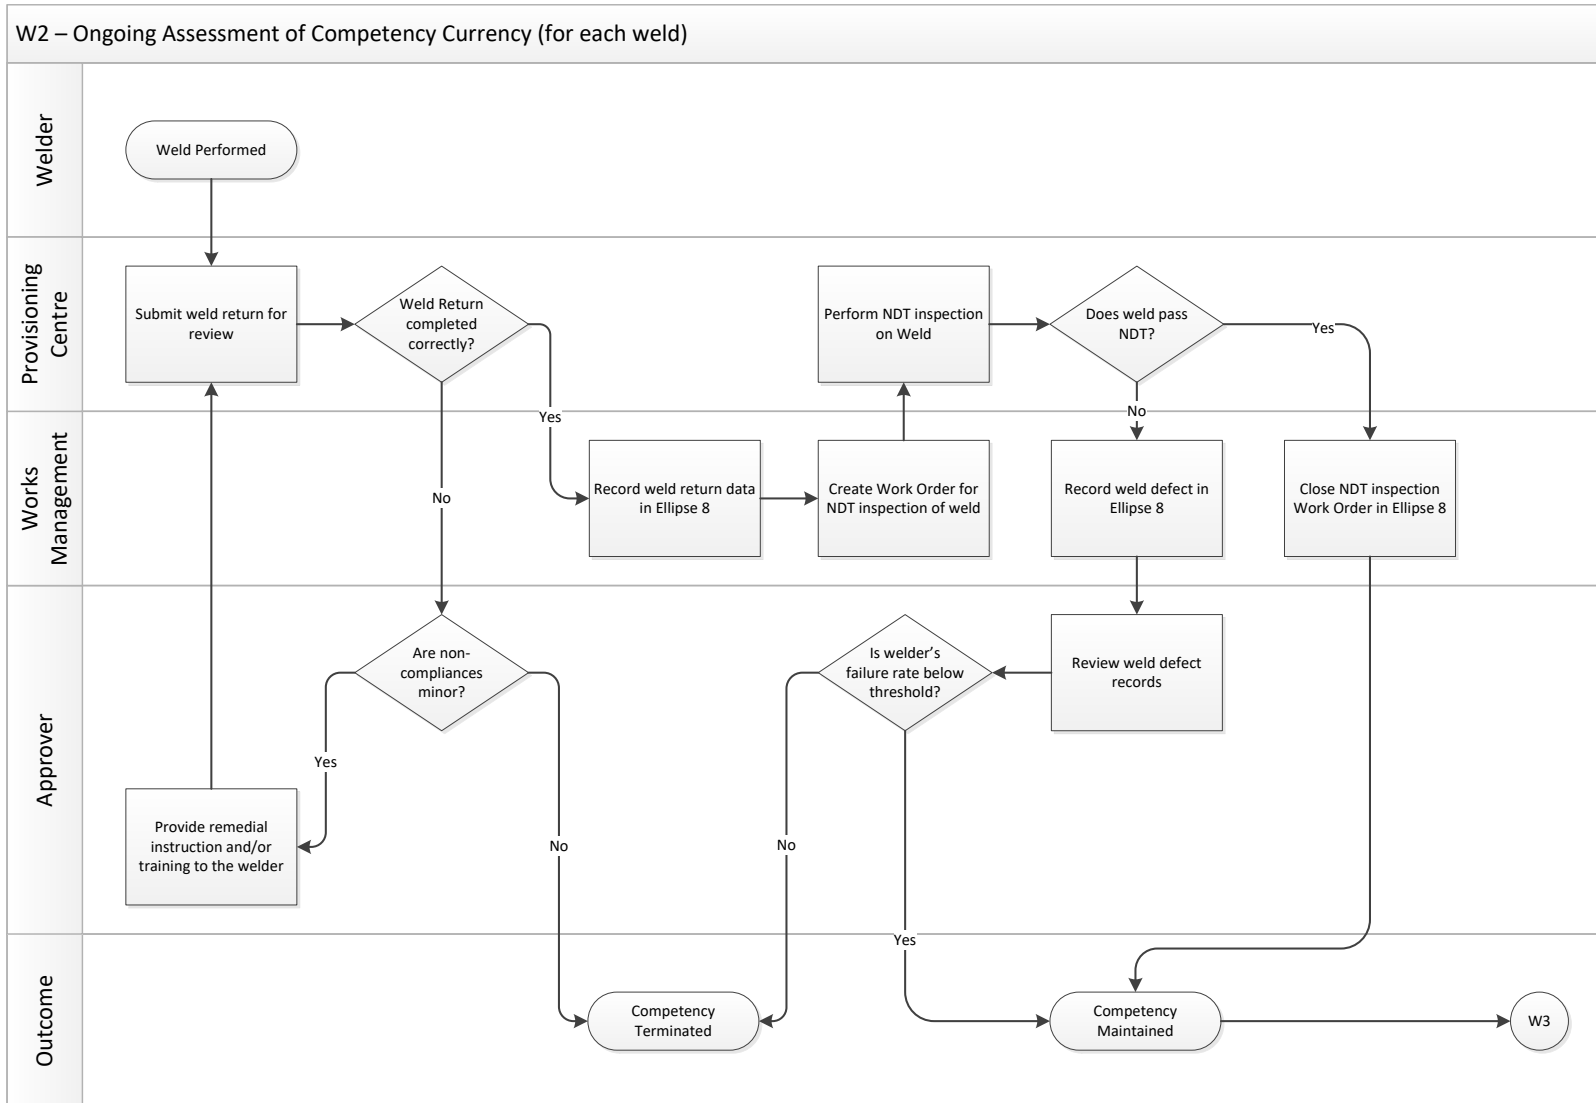 W2 – Ongoing Assessment of Competency Currency (for each weld)
Welder
Weld Performed
Provisioning
Centre
Submit weld return for
review
Weld Return
completed
correctly?
Perform NDT inspection
on Weld
Does weld pass
NDT?
Yes
Yes
No
Works
Management
No
Record weld return data
in Ellipse 8
Create Work Order for
NDT inspection of weld
Record weld defect in
Ellipse 8
Close NDT inspection
Work Order in Ellipse 8
Approver
Are non-
compliances
minor?
Is welder’s
failure rate below
threshold?
Review weld defect
records
Yes
Provide remedial
instruction and/or
training to the welder
No
No
Yes
Outcome
Competency
Terminated
Competency
Maintained
W3